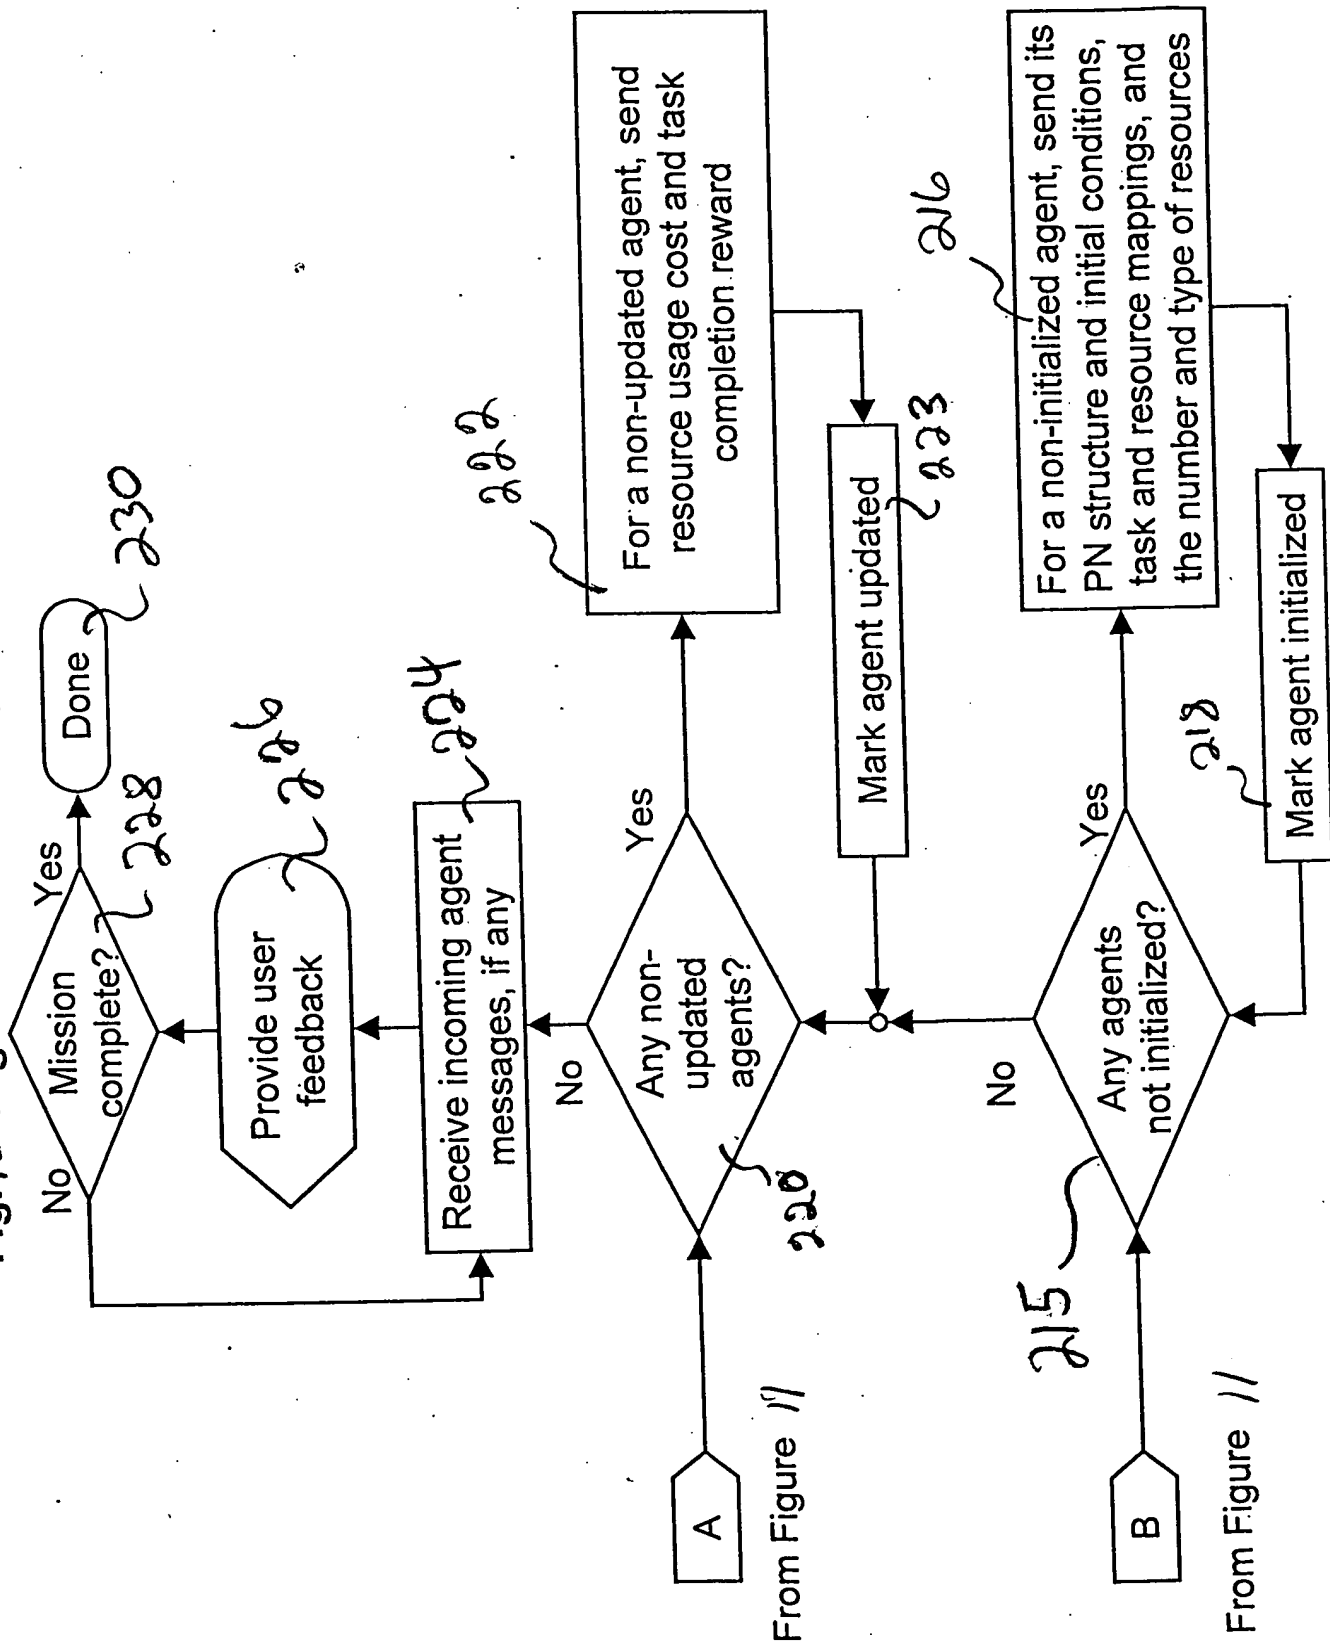 Fig.
No
Mission
complete?
Yes
228
Done
230
Provide user
feedback
226
Receive incoming agent
messages, if any
224
No
Any non-
updated
agents?
Yes
220
222
For a non-updated agent, send
resource usage cost and task
completion reward
Mark agent updated
223
A
From Figure 11
No
Any agents
not initialized?
Yes
215
216
For a non-initialized agent, send its
PN structure and initial conditions,
task and resource mappings, and
the number and type of resources
218
Mark agent initialized
B
From Figure 11